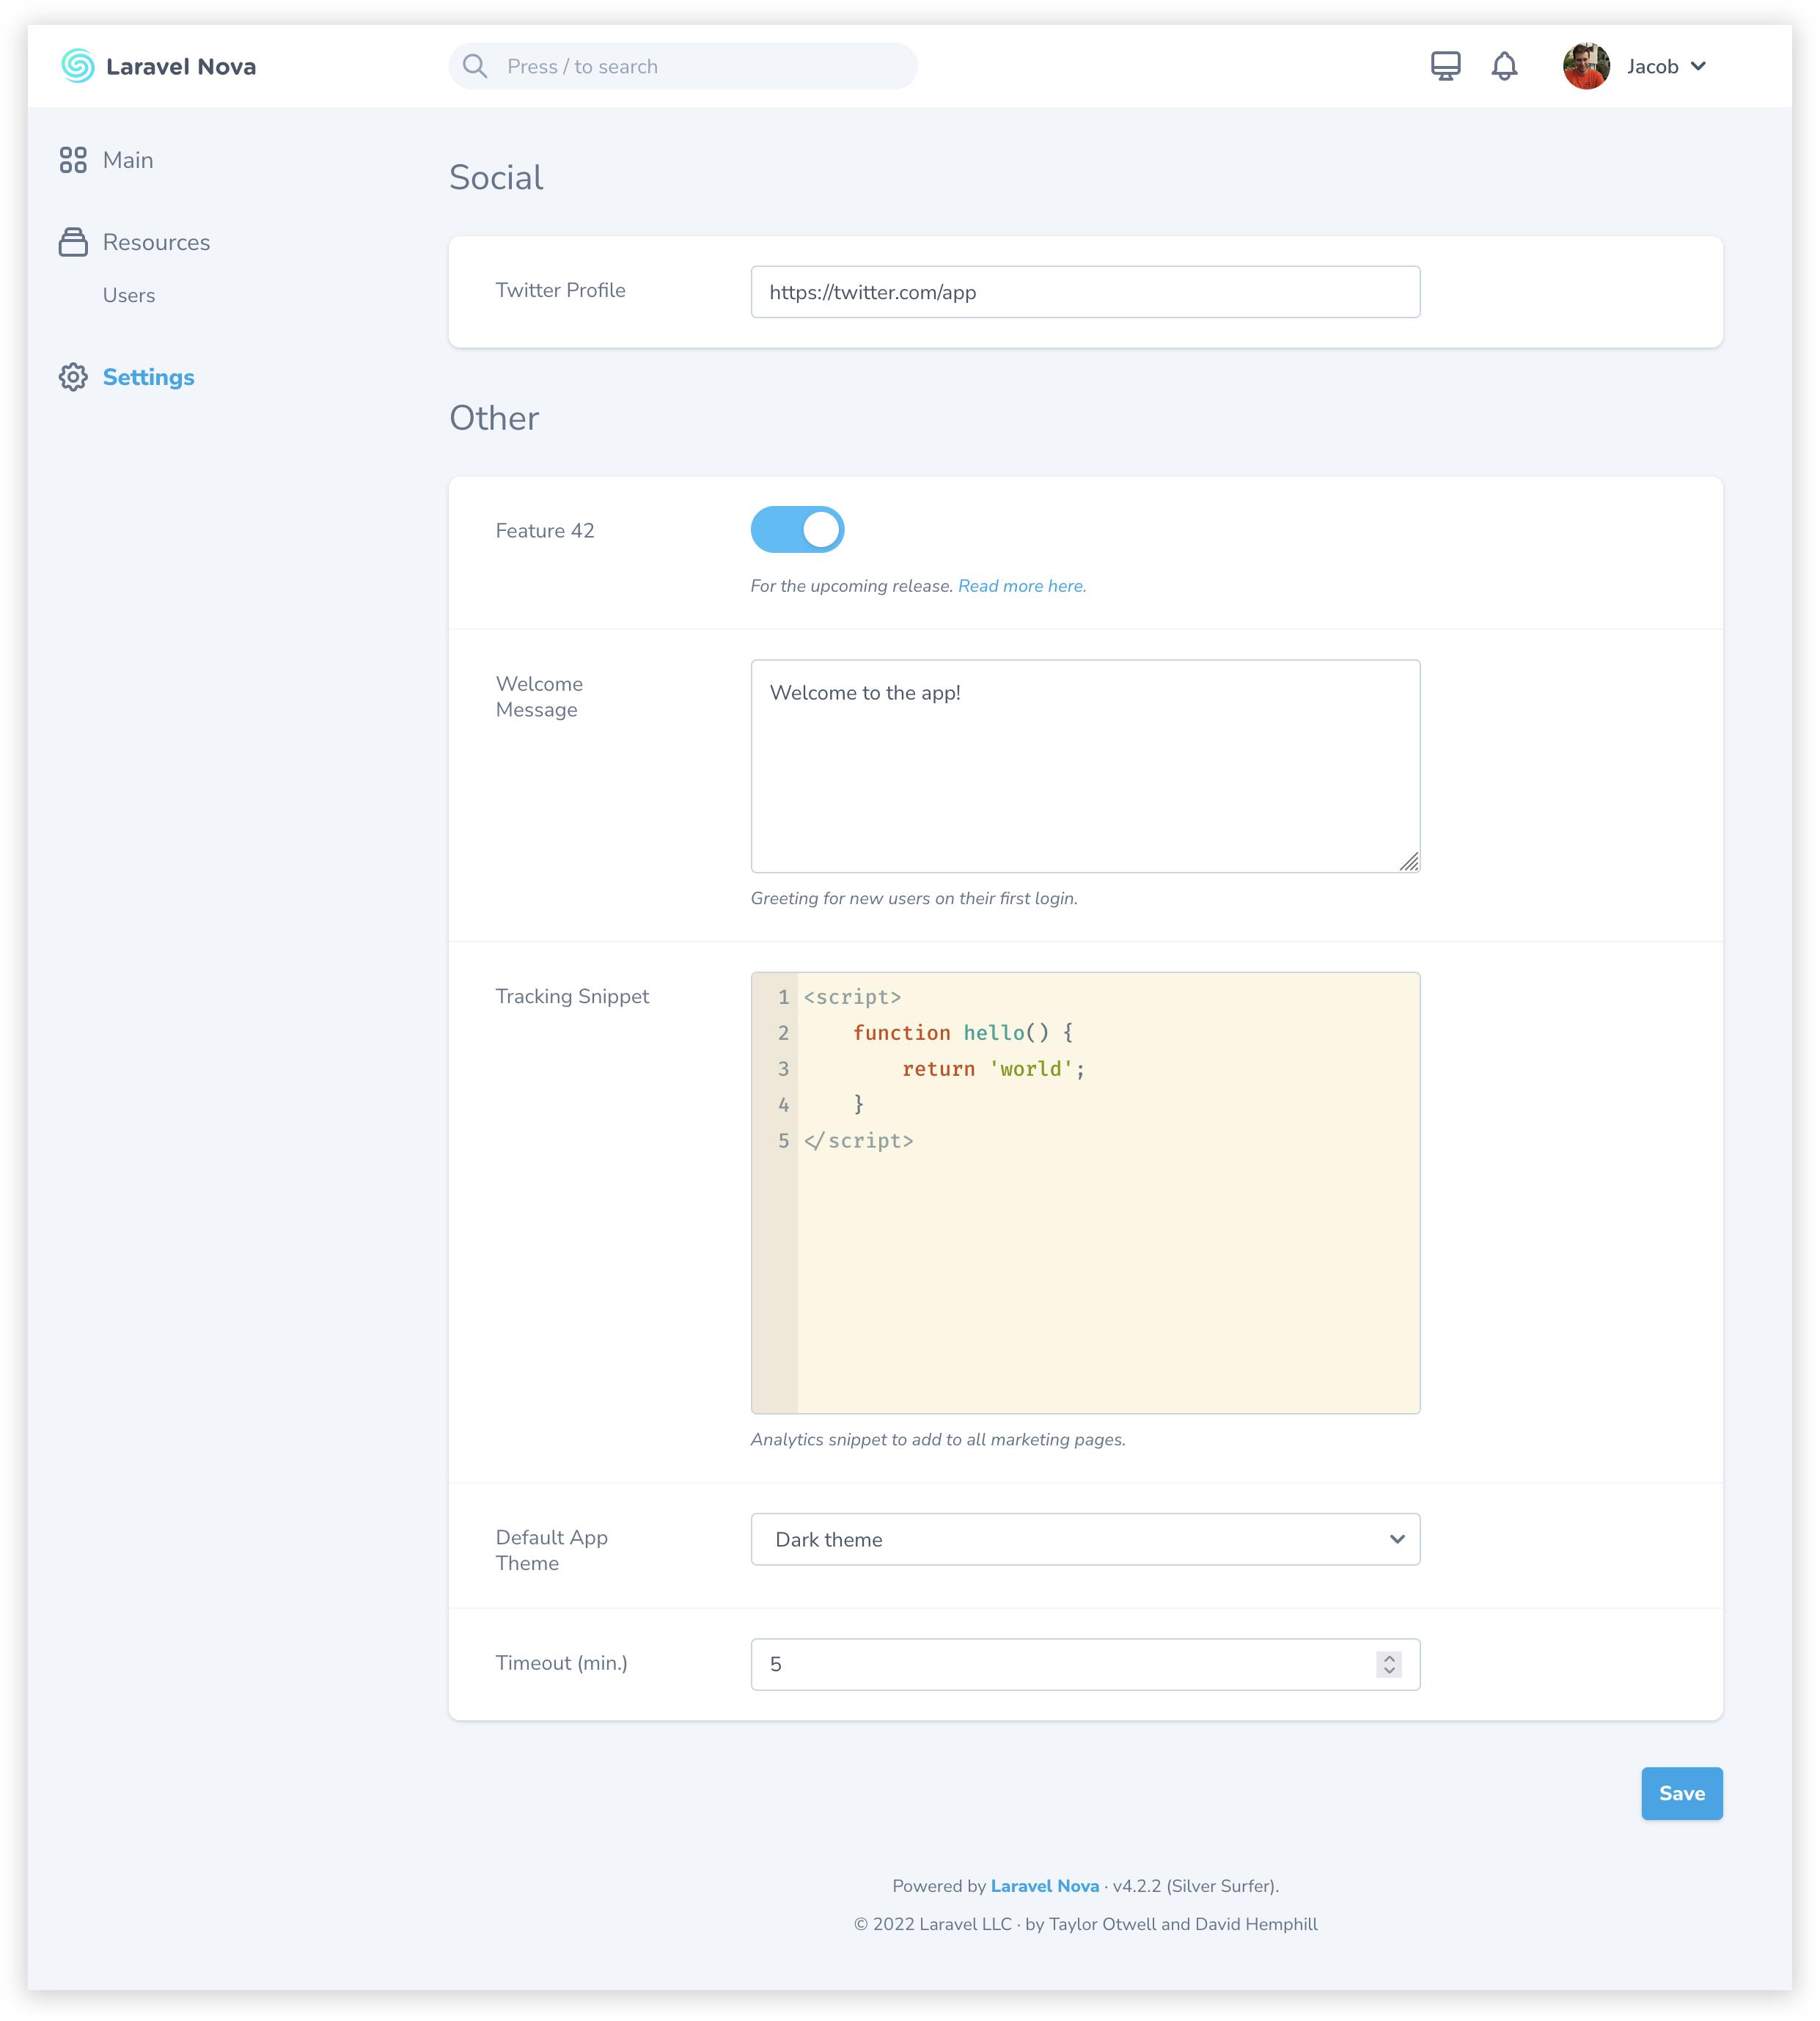 Laravel Nova
Press / to search
Jacob
Main
Resources
Users
Settings
Social
Twitter Profile
https://twitter.com/app
Other
Feature 42
For the upcoming release. Read more here.
Welcome
Message
Welcome to the app!
Greeting for new users on their first login.
Tracking Snippet
1 <script>
2     function hello() {
3         return 'world';
4     }
5 </script>
Analytics snippet to add to all marketing pages.
Default App
Theme
Dark theme
Timeout (min.)
5
Save
Powered by Laravel Nova · v4.2.2 (Silver Surfer).
© 2022 Laravel LLC · by Taylor Otwell and David Hemphill